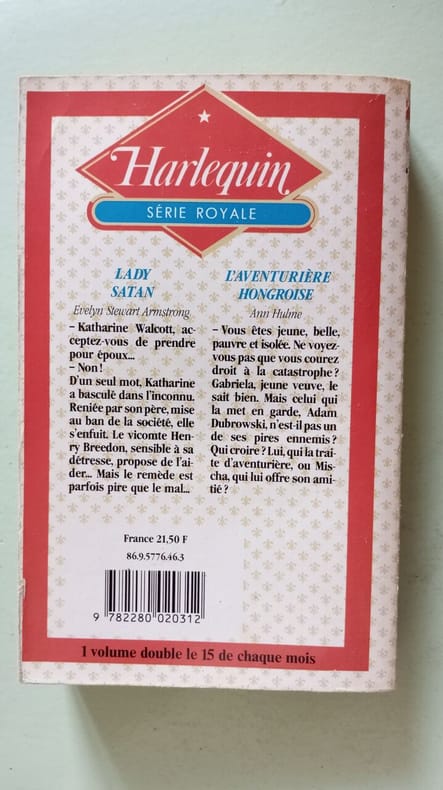 Harlequin
SÉRIE ROYALE
LADY
SATAN
Evelyn Stewart Armstrong
– Katharine Walcott, ac-
ceptez-vous de prendre
pour époux...
– Non !
D'un seul mot, Katharine
a basculé dans l'inconnu.
Reniée par son père, mise
au ban de la société, elle
s'enfuit. Le vicomte Hen-
ry Breedon, sensible à sa
détresse, propose de l'ai-
der... Mais le remède est
parfois pire que le mal...
L'AVENTURIÈRE
HONGROISE
Ann Hulme
– Vous êtes jeune, belle,
pauvre et isolée. Ne voyez-
vous pas que vous courez
droit à la catastrophe ?
Gabriela, jeune veuve, le
sait bien. Mais celui qui
la met en garde, Adam
Dubrowski, n'est-il pas un
de ses pires ennemis ?
Qui croire ? Lui, qui la trai-
te d'aventurière, ou Mis-
cha, qui lui offre son ami-
tié ?
France 21,50 F
86.9.5776.46.3
9 782280 020312
1 volume double le 15 de chaque mois